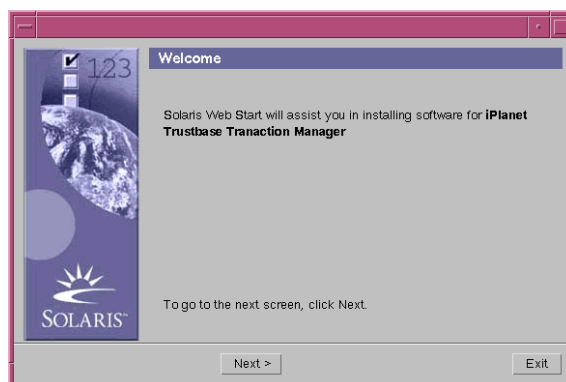 123
Welcome
Solaris Web Start will assist you in installing software for iPlanet
Trustbase Tranaction Manager
To go to the next screen, click Next.
SOLARIS™
Next >
Exit